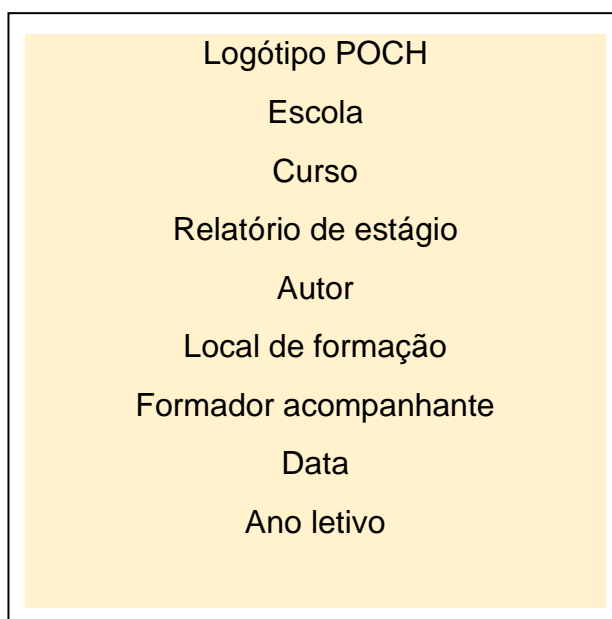 Logótipo POCH
Escola
Curso
Relatório de estágio
Autor
Local de formação
Formador acompanhante
Data
Ano letivo